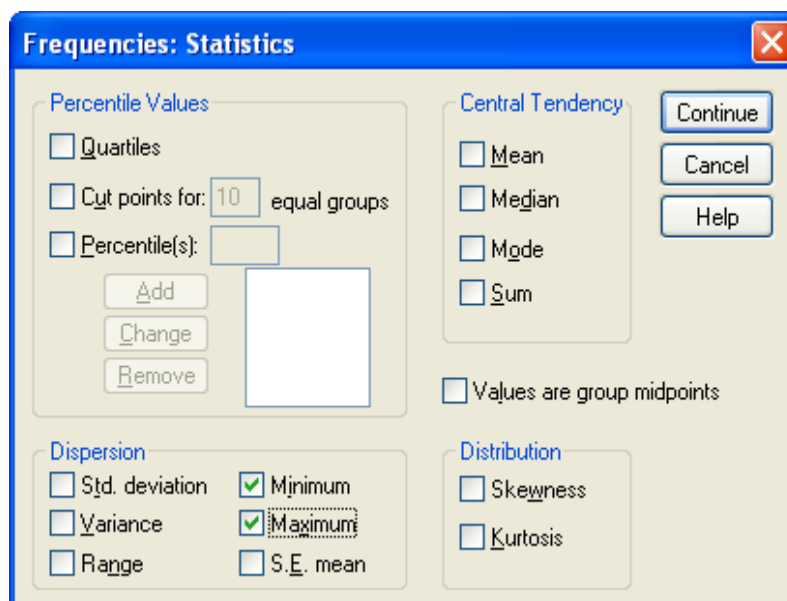 Frequencies: Statistics
Percentile Values
Quartiles
Cut points for: 10 equal groups
Percentile(s):
Add
Change
Remove
Central Tendency
Mean
Median
Mode
Sum
Continue
Cancel
Help
Values are group midpoints
Dispersion
Std. deviation
Minimum
Variance
Maximum
Range
S.E. mean
Distribution
Skewness
Kurtosis